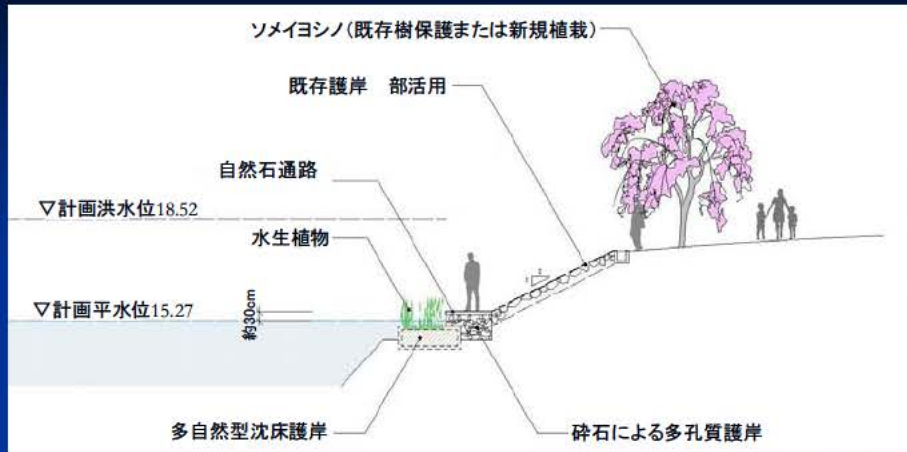 ソメイヨシノ（既存樹保護または新規植栽）
既存護岸　部活用
自然石通路
▽計画洪水位18.52
水生植物
▽計画平水位15.27
約30cm
多自然型沈床護岸
砕石による多孔質護岸